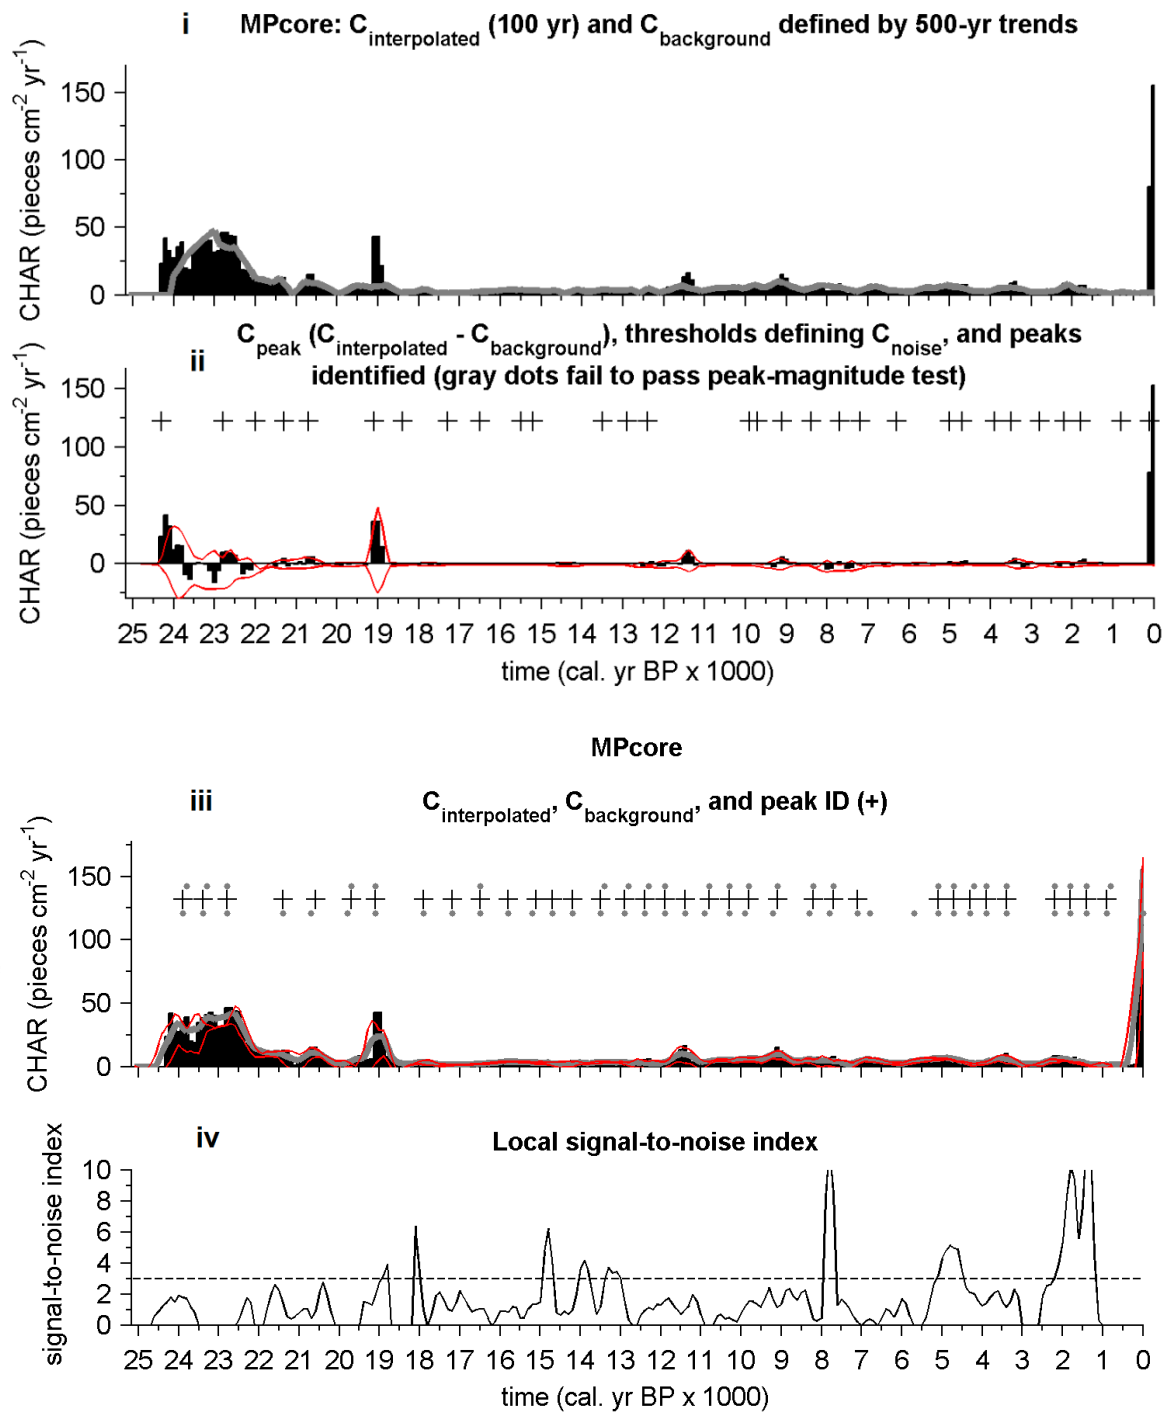 i MPcore: C_interpolated (100 yr) and C_background defined by 500-yr trends
CHAR (pieces cm⁻² yr⁻¹)
150
100
50
0
ii C_peak (C_interpolated - C_background), thresholds defining C_noise, and peaks
identified (gray dots fail to pass peak-magnitude test)
CHAR (pieces cm⁻² yr⁻¹)
150
100
50
0
25 24 23 22 21 20 19 18 17 16 15 14 13 12 11 10 9 8 7 6 5 4 3 2 1 0
time (cal. yr BP x 1000)
MPcore
iii C_interpolated, C_background, and peak ID (+)
CHAR (pieces cm⁻² yr⁻¹)
150
100
50
0
iv Local signal-to-noise index
signal-to-noise index
10
8
6
4
2
0
25 24 23 22 21 20 19 18 17 16 15 14 13 12 11 10 9 8 7 6 5 4 3 2 1 0
time (cal. yr BP x 1000)